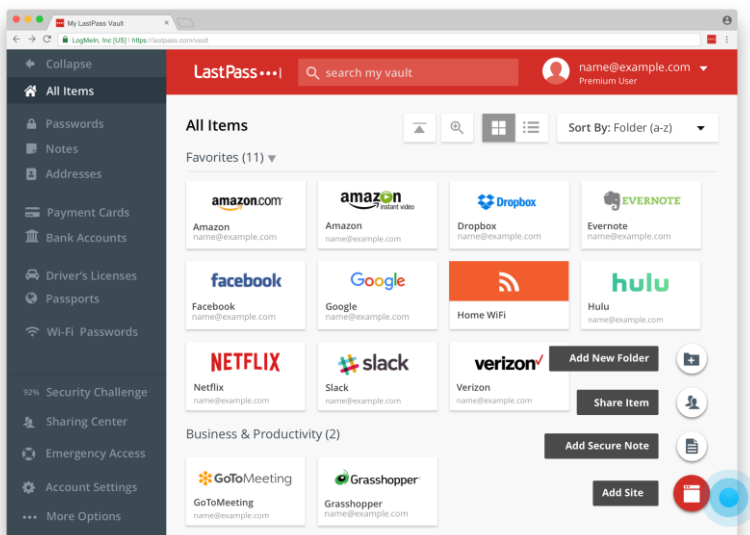 My LastPass Vault
LogMeIn, Inc [US] https://lastpass.com/vault
Collapse
All Items
Passwords
Notes
Addresses
Payment Cards
Bank Accounts
Driver's Licenses
Passports
Wi-Fi Passwords
92% Security Challenge
Sharing Center
Emergency Access
Account Settings
More Options
LastPass
search my vault
name@example.com
Premium User
All Items
Sort By: Folder (a-z)
Favorites (11)
amazon.com
Amazon
name@example.com
amazon
instant video
Amazon
name@example.com
Dropbox
Dropbox
name@example.com
EVERNOTE
Evernote
name@example.com
facebook
Facebook
name@example.com
Google
Google
name@example.com
Home WiFi
hulu
Hulu
name@example.com
NETFLIX
Netflix
name@example.com
slack
Slack
name@example.com
verizon
Verizon
name@example.com
Add New Folder
Share Item
Add Secure Note
Add Site
Business & Productivity (2)
GoToMeeting
GoToMeeting
name@example.com
Grasshopper
Grasshopper
name@example.com